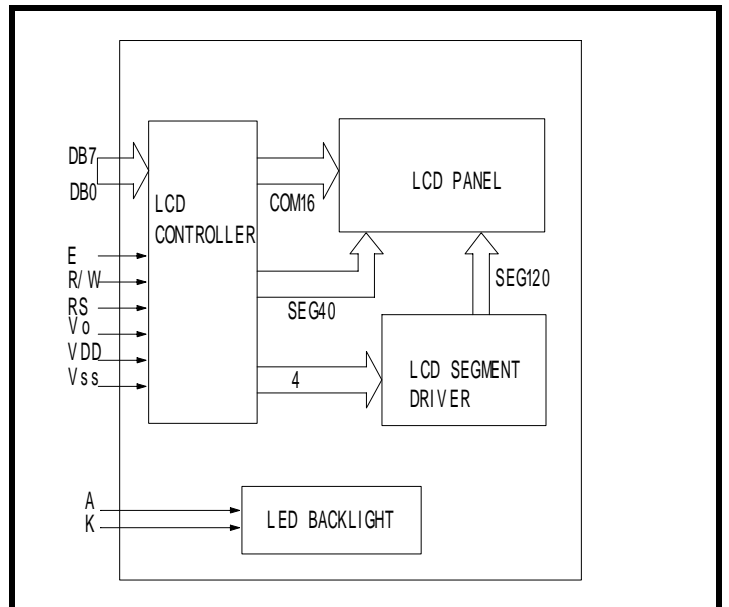 DB7
DB0
LCD
CONTROLLER
COM16
LCD PANEL
E
R/W
RS
Vo
VDD
Vss
SEG40
SEG120
4
LCD SEGMENT
DRIVER
A
K
LED BACKLIGHT